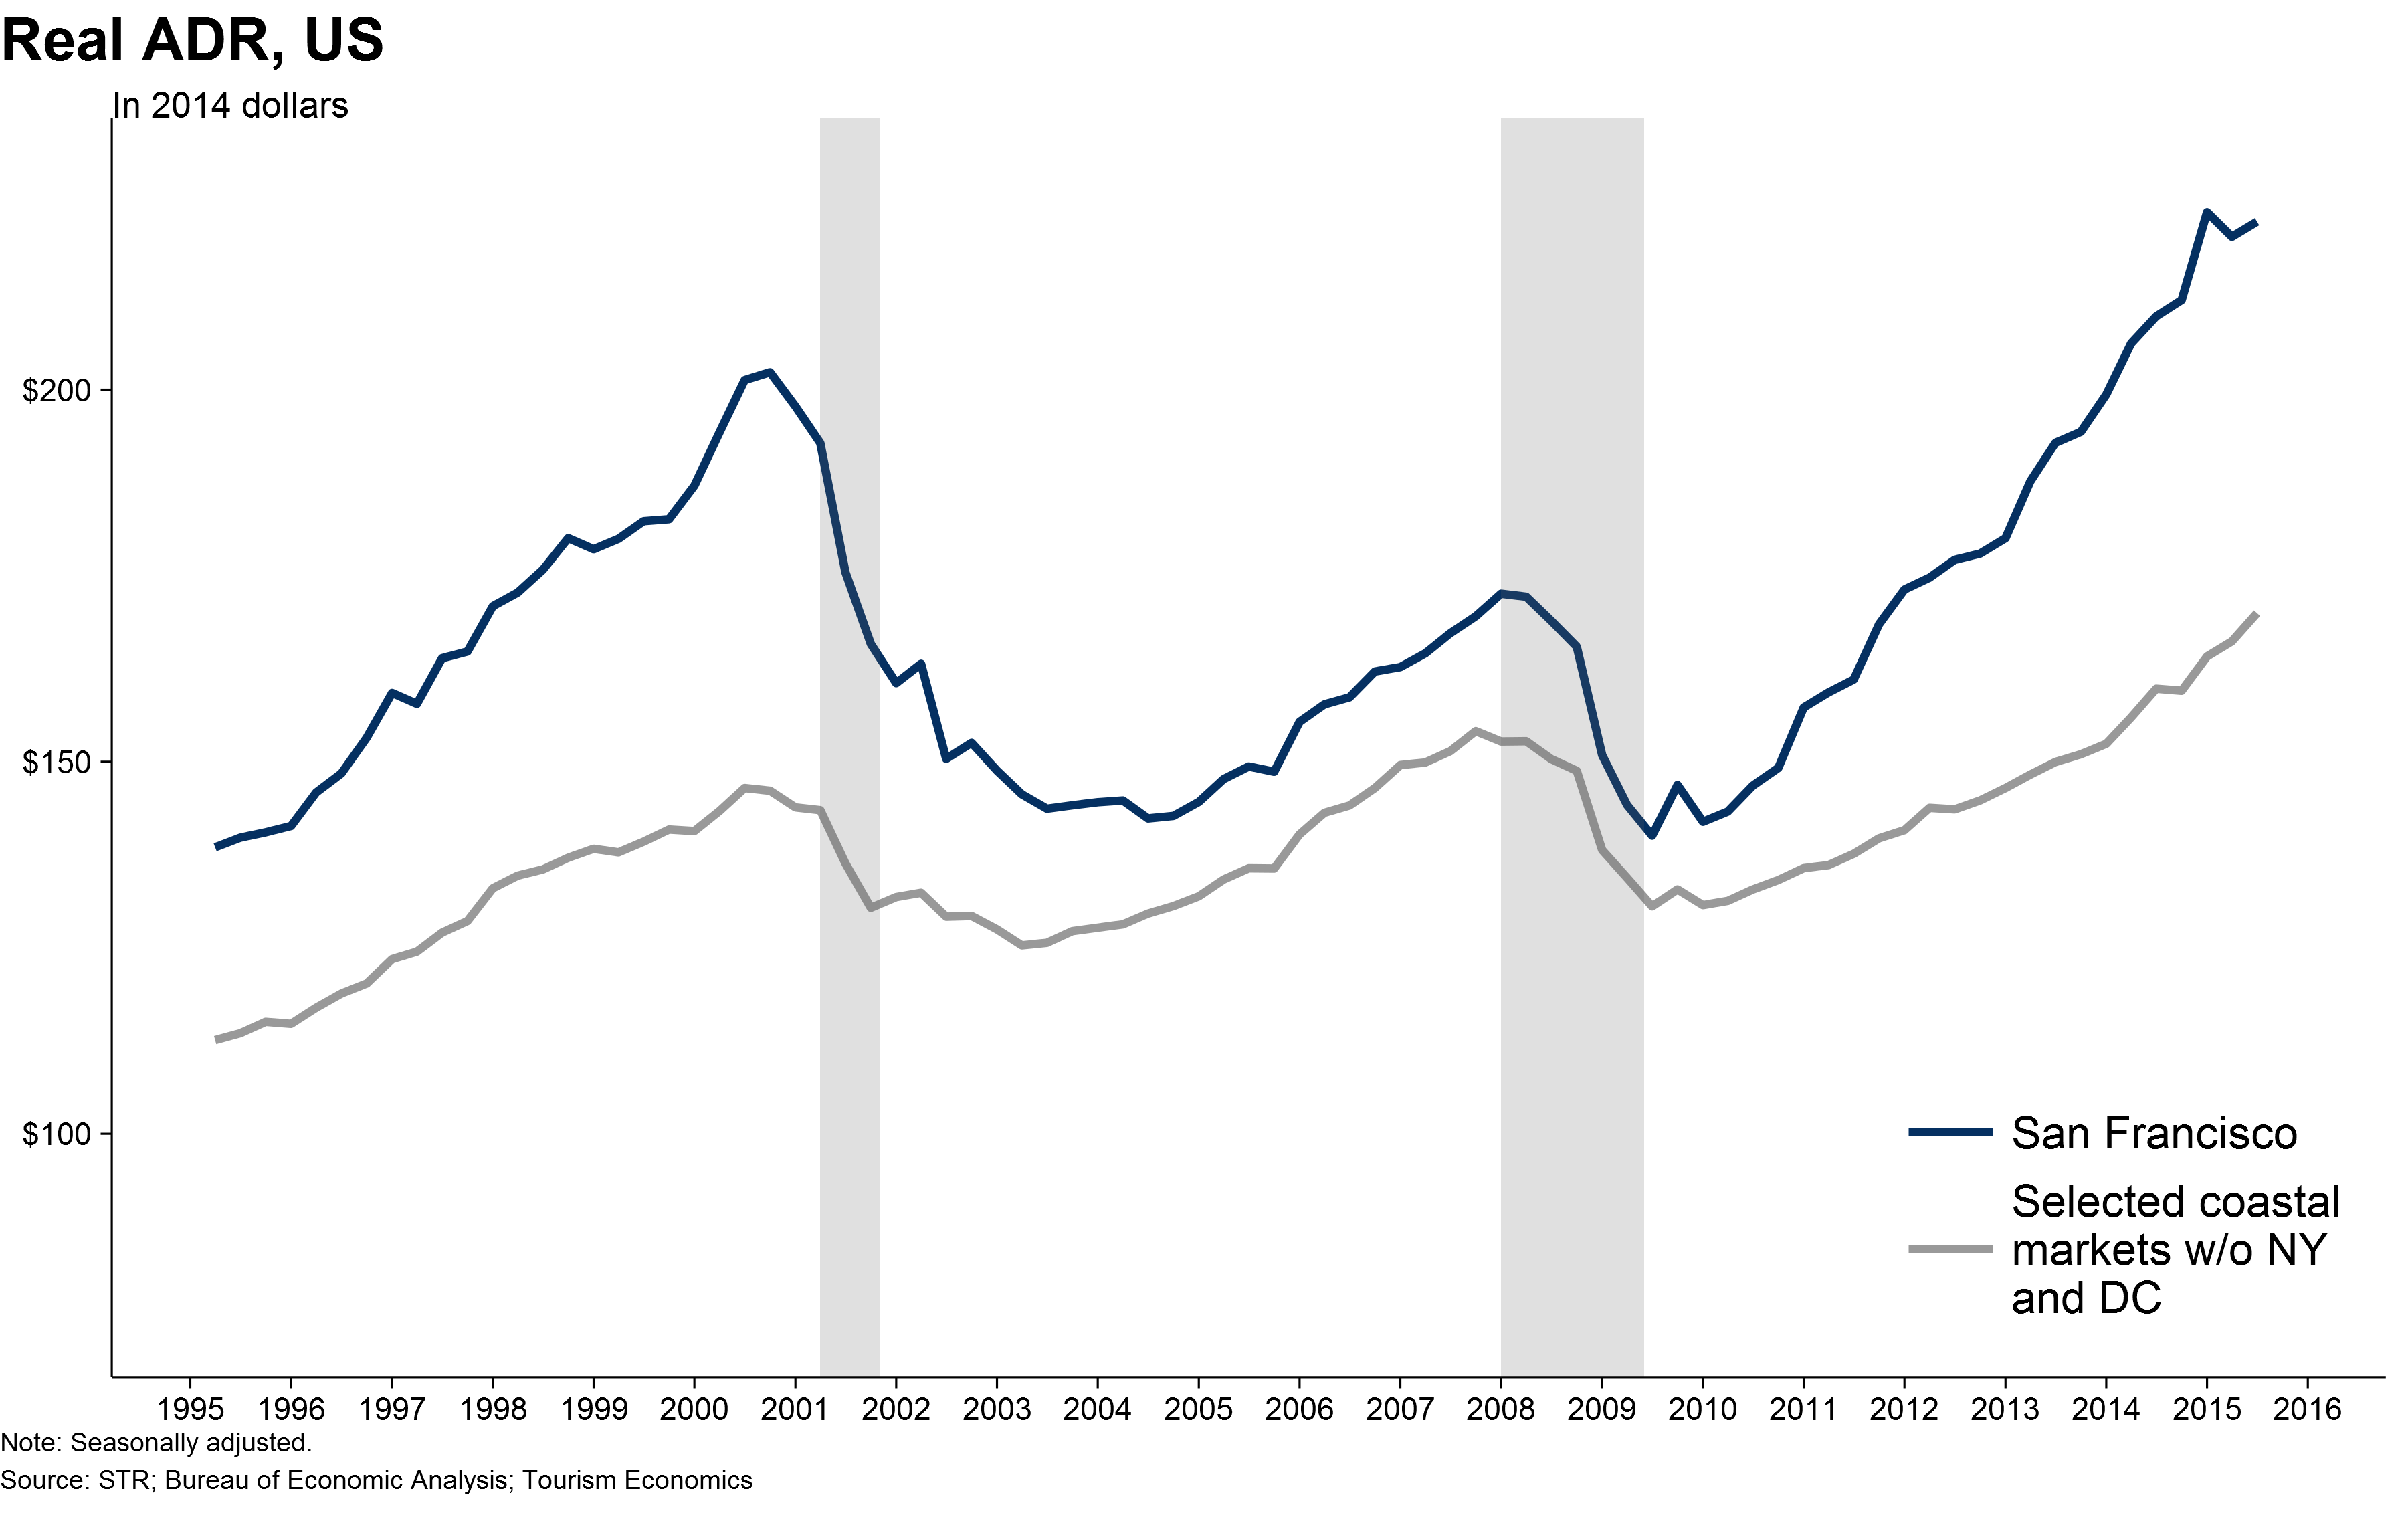 Real ADR, US
In 2014 dollars
$200
$150
$100
San Francisco
Selected coastal
markets w/o NY
and DC
1995 1996 1997 1998 1999 2000 2001 2002 2003 2004 2005 2006 2007 2008 2009 2010 2011 2012 2013 2014 2015 2016
Note: Seasonally adjusted.
Source: STR; Bureau of Economic Analysis; Tourism Economics